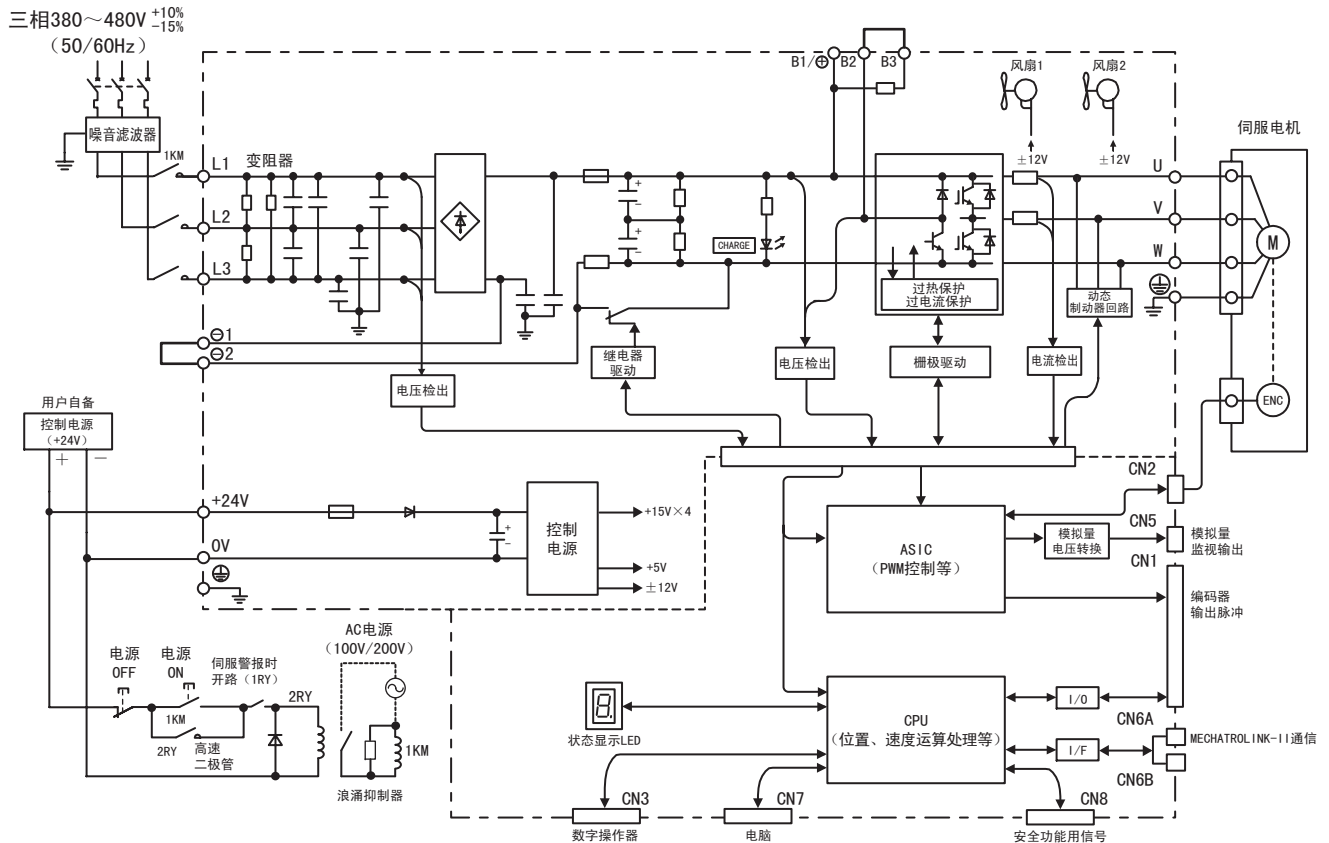 三相380～480V +10% -15%
（50/60Hz）
噪音滤波器
1KM
L1
变阻器
L2
L3
⊖1
⊖2
B1/⊕
B2
B3
风扇1
风扇2
±12V
±12V
CHARGE
过热保护
过电流保护
U
V
W
伺服电机
M
ENC
动态
制动器回路
继电器
驱动
电压检出
电压检出
栅极驱动
电流检出
用户自备
控制电源
（+24V）
＋
－
+24V
0V
控制
电源
+15V×4
+5V
±12V
ASIC
（PWM控制等）
模拟量
电压转换
CN2
CN5
模拟量
监视输出
CN1
编码器
输出脉冲
电源
OFF
电源
ON
伺服警报时
开路（1RY）
2RY
1KM
2RY
高速
二极管
AC电源
（100V/200V）
1KM
浪涌抑制器
8.
状态显示LED
CPU
（位置、速度运算处理等）
I/O
I/F
CN6A
MECHATROLINK-II通信
CN6B
CN3
数字操作器
CN7
电脑
CN8
安全功能用信号